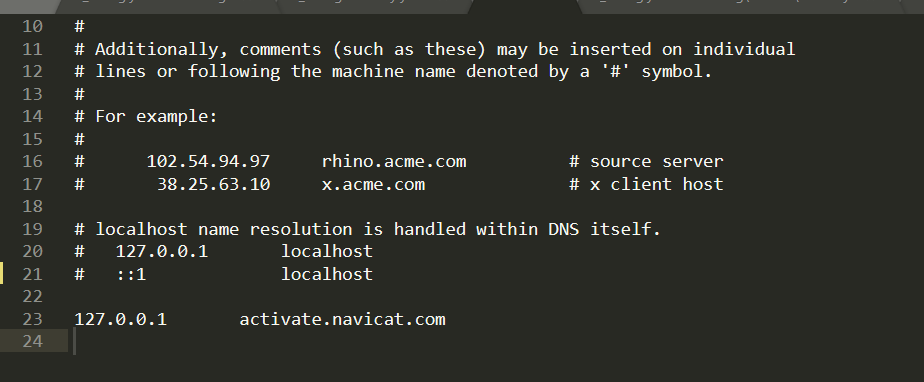 10 #
11 # Additionally, comments (such as these) may be inserted on individual
12 # lines or following the machine name denoted by a '#' symbol.
13 #
14 # For example:
15 #
16 #      102.54.94.97     rhino.acme.com          # source server
17 #       38.25.63.10     x.acme.com              # x client host
18
19 # localhost name resolution is handled within DNS itself.
20 #   127.0.0.1       localhost
21 #   ::1             localhost
22
23 127.0.0.1       activate.navicat.com
24